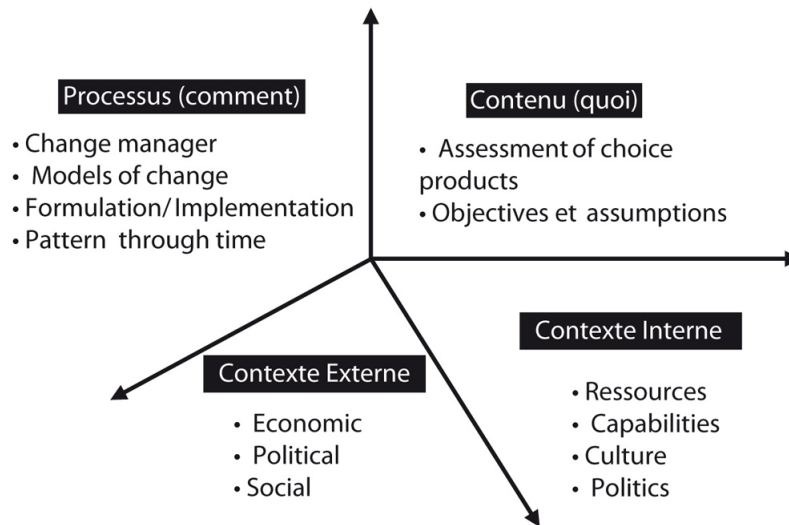 Processus (comment)
• Change manager
• Models of change
• Formulation/ Implementation
• Pattern through time
Contenu (quoi)
• Assessment of choice
products
• Objectives et assumptions
Contexte Externe
• Economic
• Political
• Social
Contexte Interne
• Ressources
• Capabilities
• Culture
• Politics